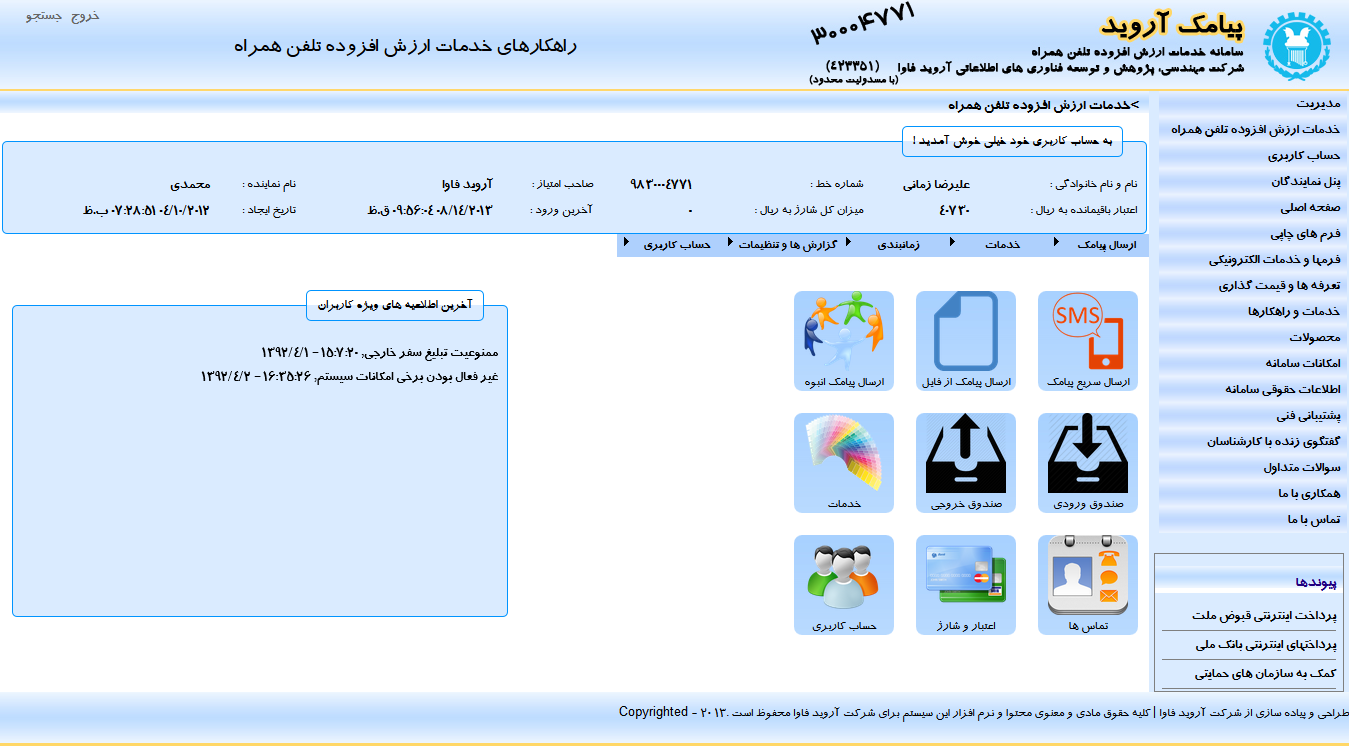 پیامک آروید
سامانه خدمات ارزش افزوده تلفن همراه
شرکت مهندسی، پژوهش و توسعه فناوری های اطلاعاتی آروید فاوا (۴۲۳۳۵۱)
(با مسدولیت محدود)
۳۰۰۰۴۷۷۱
راهکارهای خدمات ارزش افزوده تلفن همراه
خروج جستجو
مدیریت
خدمات ارزش افزوده تلفن همراه
حساب کاربری
پنل نمایندگان
صفحه اصلی
فرم های چاپی
فرمها و خدمات الکترونیکی
تعرفه ها و قیمت گذاری
خدمات و راهکارها
محصولات
امکانات سامانه
اطلاعات حقوقی سامانه
پشتیبانی فنی
گفتگوی زنده با کارشناسان
سوالات متداول
همکاری با ما
تماس با ما
پیوندها
پرداخت اینترنتی قبوض ملت
پرداختهای اینترنتی بانک ملی
کمک به سازمان های حمایتی
>خدمات ارزش افزوده تلفن همراه
به حساب کاربری خود خیلی خوش آمدید !
نام و نام خانوادگی : علیرضا زمانی شماره خط : ۹۸۳۰۰۰۴۷۷۱ صاحب امتیاز : آروید فاوا نام نماینده : محمدی
اعتبار باقیمانده به ریال : ۴۰۷۳۰ میزان کل شارژ به ریال : ۰ آخرین ورود : ۰۸/۱۴/۲۰۱۳ ۰۹:۵۶:۰۴ ق.ظ تاریخ ایجاد : ۰۴/۱۰/۲۰۱۲ ۰۷:۲۸:۵۱ ب.ظ
ارسال پیامک خدمات زمانبندی گزارش ها و تنظیمات حساب کاربری
SMS
ارسال سریع پیامک ارسال پیامک از فایل ارسال پیامک انبوه
صندوق ورودی صندوق خروجی خدمات
تماس ها اعتبار و شارژ حساب کاربری
آخرین اطلاعیه های ویژه کاربران
ممنوعیت تبلیغ سفر خارجی, ۱۵:۷:۲۰ - ۱۳۹۲/۴/۱
غیر فعال بودن برخی امکانات سیستم, ۱۶:۳۵:۲۶ - ۱۳۹۲/۴/۲
طراحی و پیاده سازی از شرکت آروید فاوا | کلیه حقوق مادی و معنوی محتوا و نرم افزار این سیستم برای شرکت آروید فاوا محفوظ است .۲۰۱۳ - Copyrighted